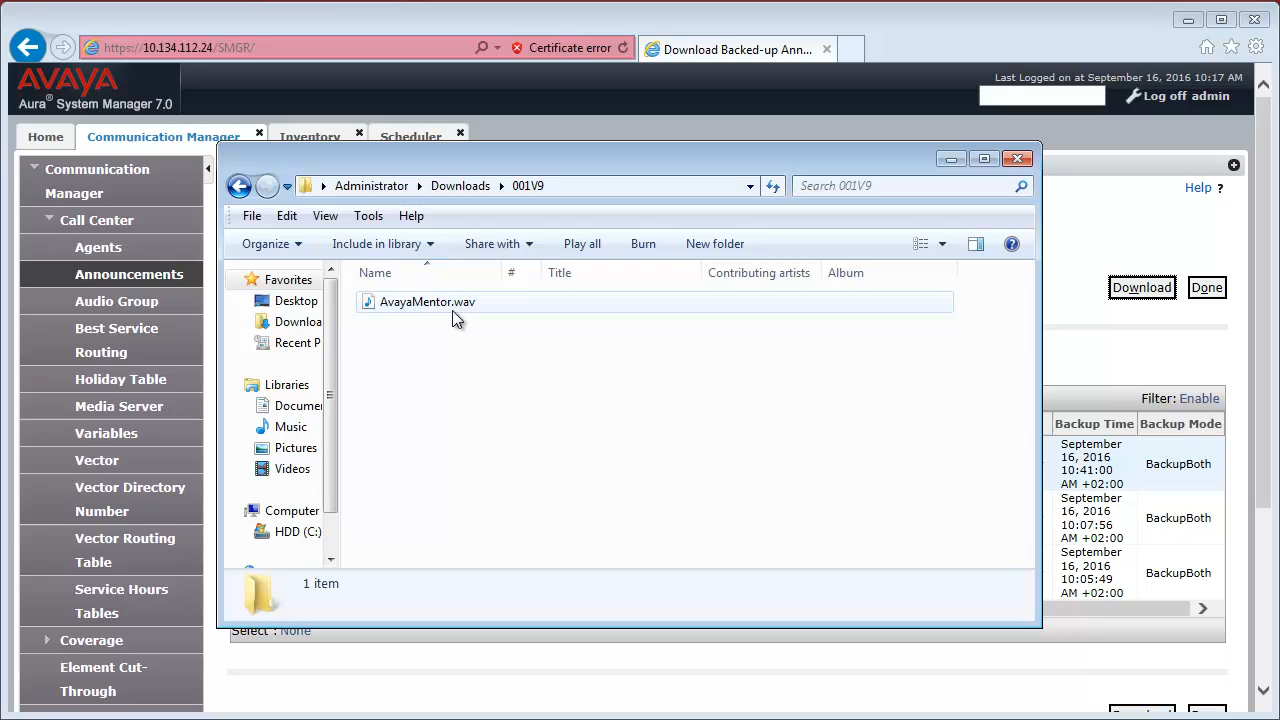 https://10.134.112.24/SMGR/
Certificate error
Download Backed-up Ann...
AVAYA
Aura® System Manager 7.0
Last Logged on at September 16, 2016 10:17 AM
Log off admin
Home
Communication Manager
Inventory
Scheduler
Communication
Manager
Call Center
Agents
Announcements
Audio Group
Best Service
Routing
Holiday Table
Media Server
Variables
Vector
Vector Directory
Number
Vector Routing
Table
Service Hours
Tables
Coverage
Element Cut-
Through
Help ?
Download
Done
Filter: Enable
Backup Time
Backup Mode
September
16, 2016
10:41:00
AM +02:00
BackupBoth
September
16, 2016
10:07:56
AM +02:00
BackupBoth
September
16, 2016
10:05:49
AM +02:00
BackupBoth
Select : None
Administrator
Downloads
001V9
Search 001V9
File
Edit
View
Tools
Help
Organize
Include in library
Share with
Play all
Burn
New folder
Favorites
Desktop
Downloa
Recent P
Libraries
Docume
Music
Pictures
Videos
Computer
HDD (C:)
Name
#
Title
Contributing artists
Album
AvayaMentor.wav
1 item